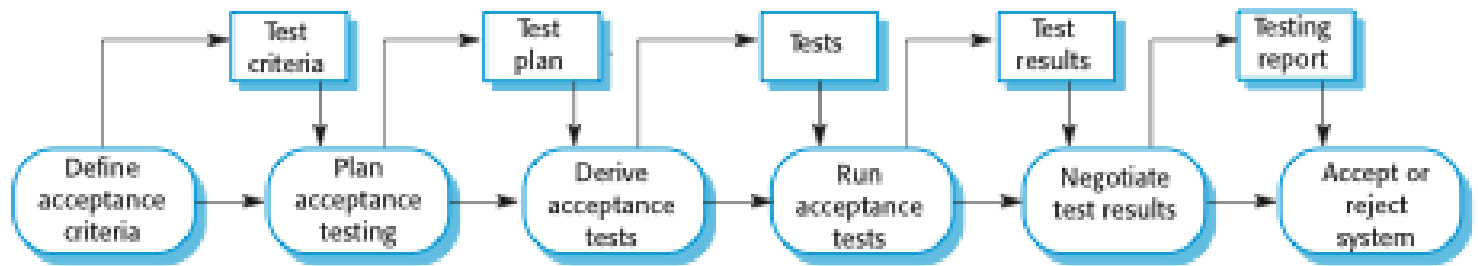 Test
criteria
Test
plan
Tests
Test
results
Testing
report
Define
acceptance
criteria
Plan
acceptance
testing
Derive
acceptance
tests
Run
acceptance
tests
Negotiate
test results
Accept or
reject
system